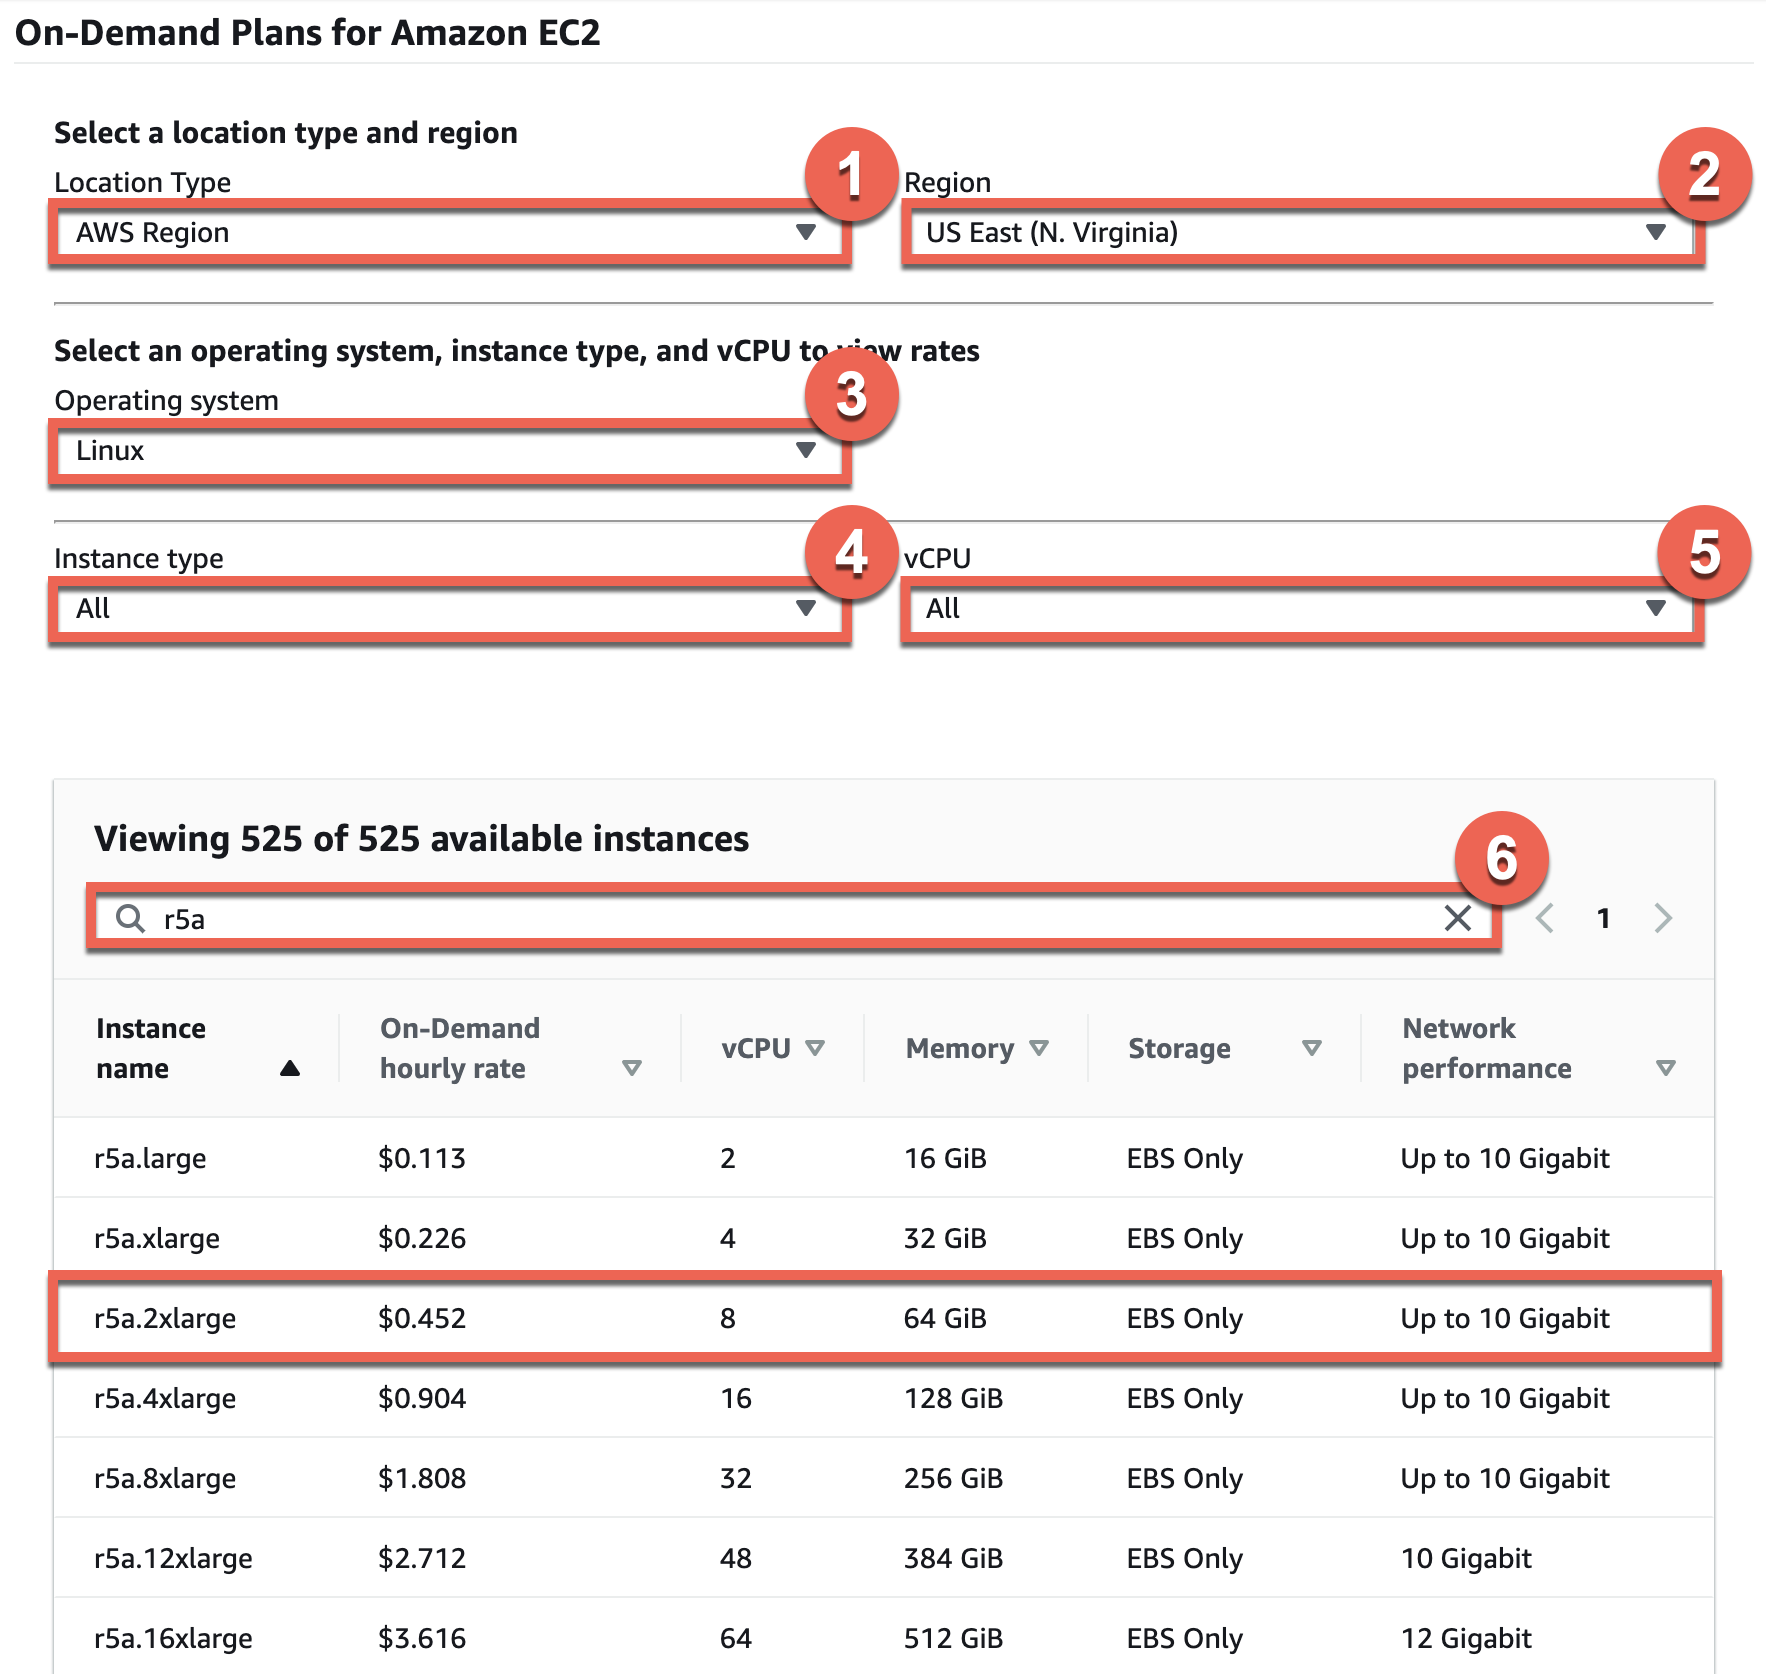 On-Demand Plans for Amazon EC2
Select a location type and region
Location Type
1
Region
2
AWS Region
US East (N. Virginia)
Select an operating system, instance type, and vCPU to view rates
Operating system
3
Linux
Instance type
4
vCPU
5
All
All
Viewing 525 of 525 available instances
6
r5a
1
Instance name
On-Demand hourly rate
vCPU
Memory
Storage
Network performance
r5a.large $0.113 2 16 GiB EBS Only Up to 10 Gigabit
r5a.xlarge $0.226 4 32 GiB EBS Only Up to 10 Gigabit
r5a.2xlarge $0.452 8 64 GiB EBS Only Up to 10 Gigabit
r5a.4xlarge $0.904 16 128 GiB EBS Only Up to 10 Gigabit
r5a.8xlarge $1.808 32 256 GiB EBS Only Up to 10 Gigabit
r5a.12xlarge $2.712 48 384 GiB EBS Only 10 Gigabit
r5a.16xlarge $3.616 64 512 GiB EBS Only 12 Gigabit